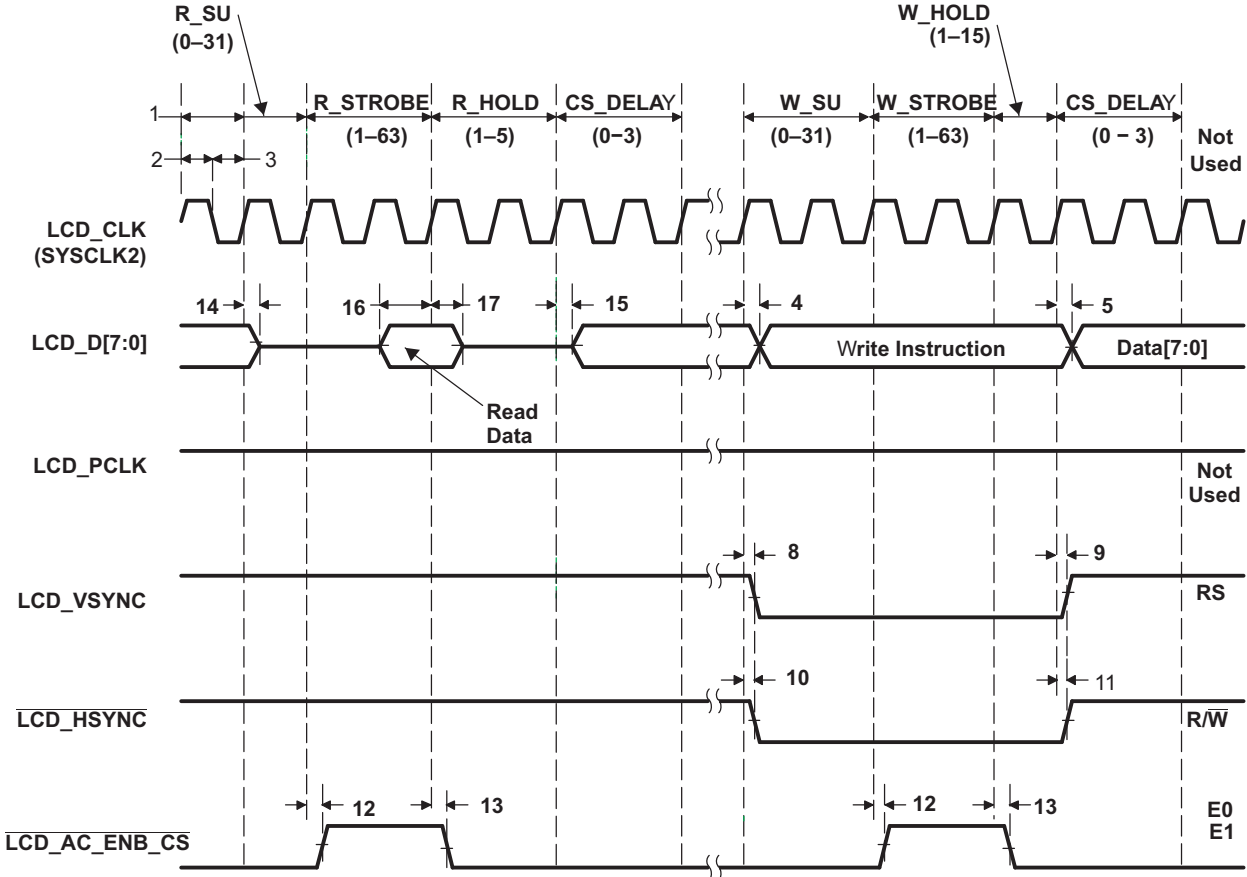 R_SU
(0–31)
W_HOLD
(1–15)
1
R_STROBE
(1–63)
R_HOLD
(1–5)
CS_DELAY
(0–3)
W_SU
(0–31)
W_STROBE
(1–63)
CS_DELAY
(0 – 3)
Not
Used
2
3
LCD_CLK
(SYSCLK2)
14
16
17
15
4
5
LCD_D[7:0]
Write Instruction
Data[7:0]
Read
Data
LCD_PCLK
Not
Used
8
9
LCD_VSYNC
RS
10
11
LCD_HSYNC
R/W
12
13
12
13
E0
E1
LCD_AC_ENB_CS